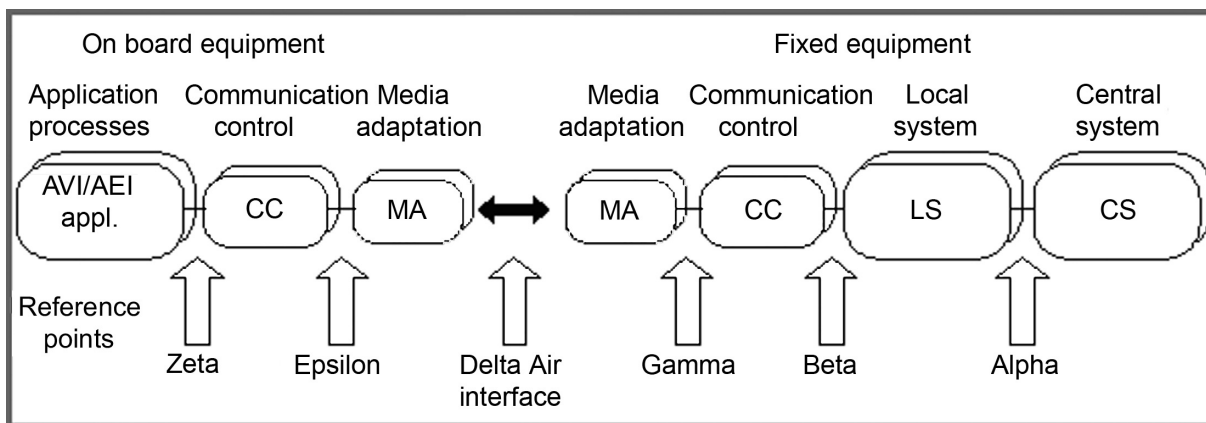 On board equipment
Fixed equipment
Application
processes
Communication
control
Media
adaptation
Media
adaptation
Communication
control
Local
system
Central
system
AVI/AEI
appl.
CC
MA
MA
CC
LS
CS
Reference
points
Zeta
Epsilon
Delta Air
interface
Gamma
Beta
Alpha